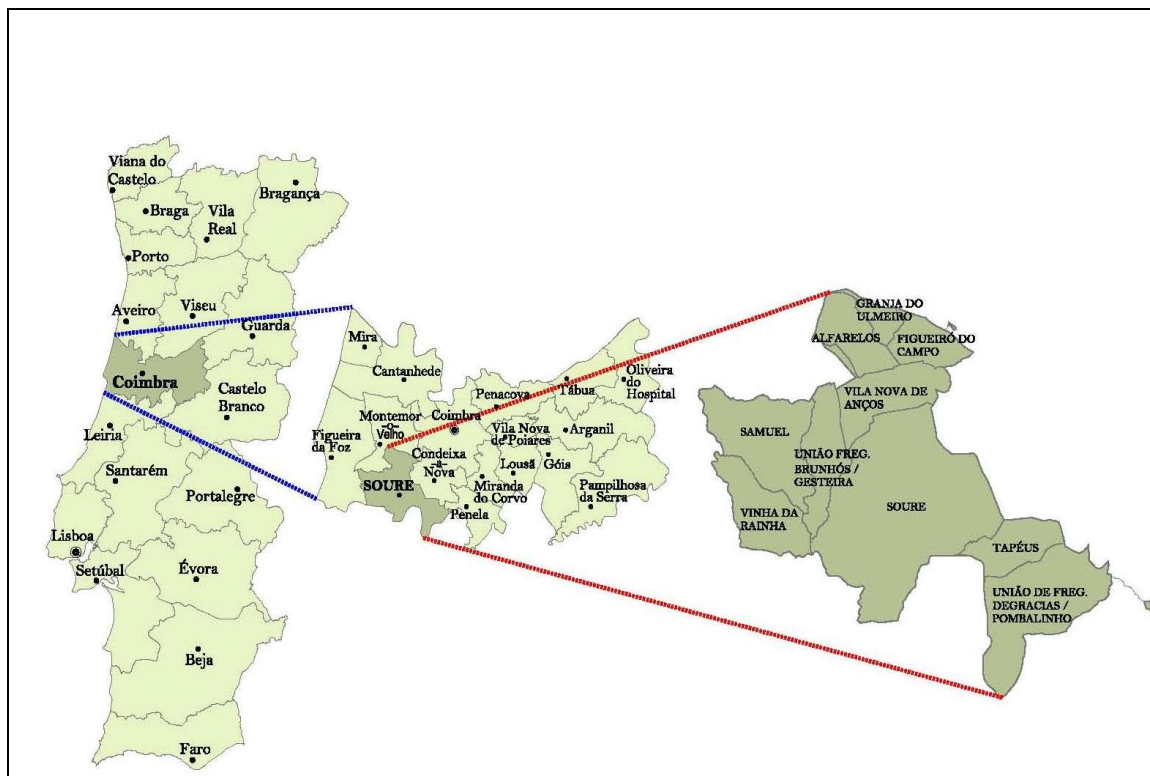 Viana do
Castelo
Braga
Vila
Real
Bragança
Porto
Aveiro
Viseu
Guarda
Coimbra
Castelo
Branco
Leiria
Santarém
Portalegre
Lisboa
Setúbal
Évora
Beja
Faro
Mira
Cantanhede
Montemor
-o-
Velho
Figueira
da Foz
Coimbra
Penacova
Tábua
Oliveira
do
Hospital
Vila Nova
de Poiares
Arganil
Condeixa
-a-
Nova
Lousã
Góis
SOURE
Miranda
do Corvo
Penela
Pampilhosa
da Serra
GRANJA DO
ULMEIRO
ALFARELOS
FIGUEIRÓ DO
CAMPO
VILA NOVA DE
ANÇOS
SAMUEL
UNIÃO FREG.
BRUNHÓS /
GESTEIRA
VINHA DA
RAINHA
SOURE
TAPÉUS
UNIÃO DE FREG.
DEGRACIAS /
POMBALINHO